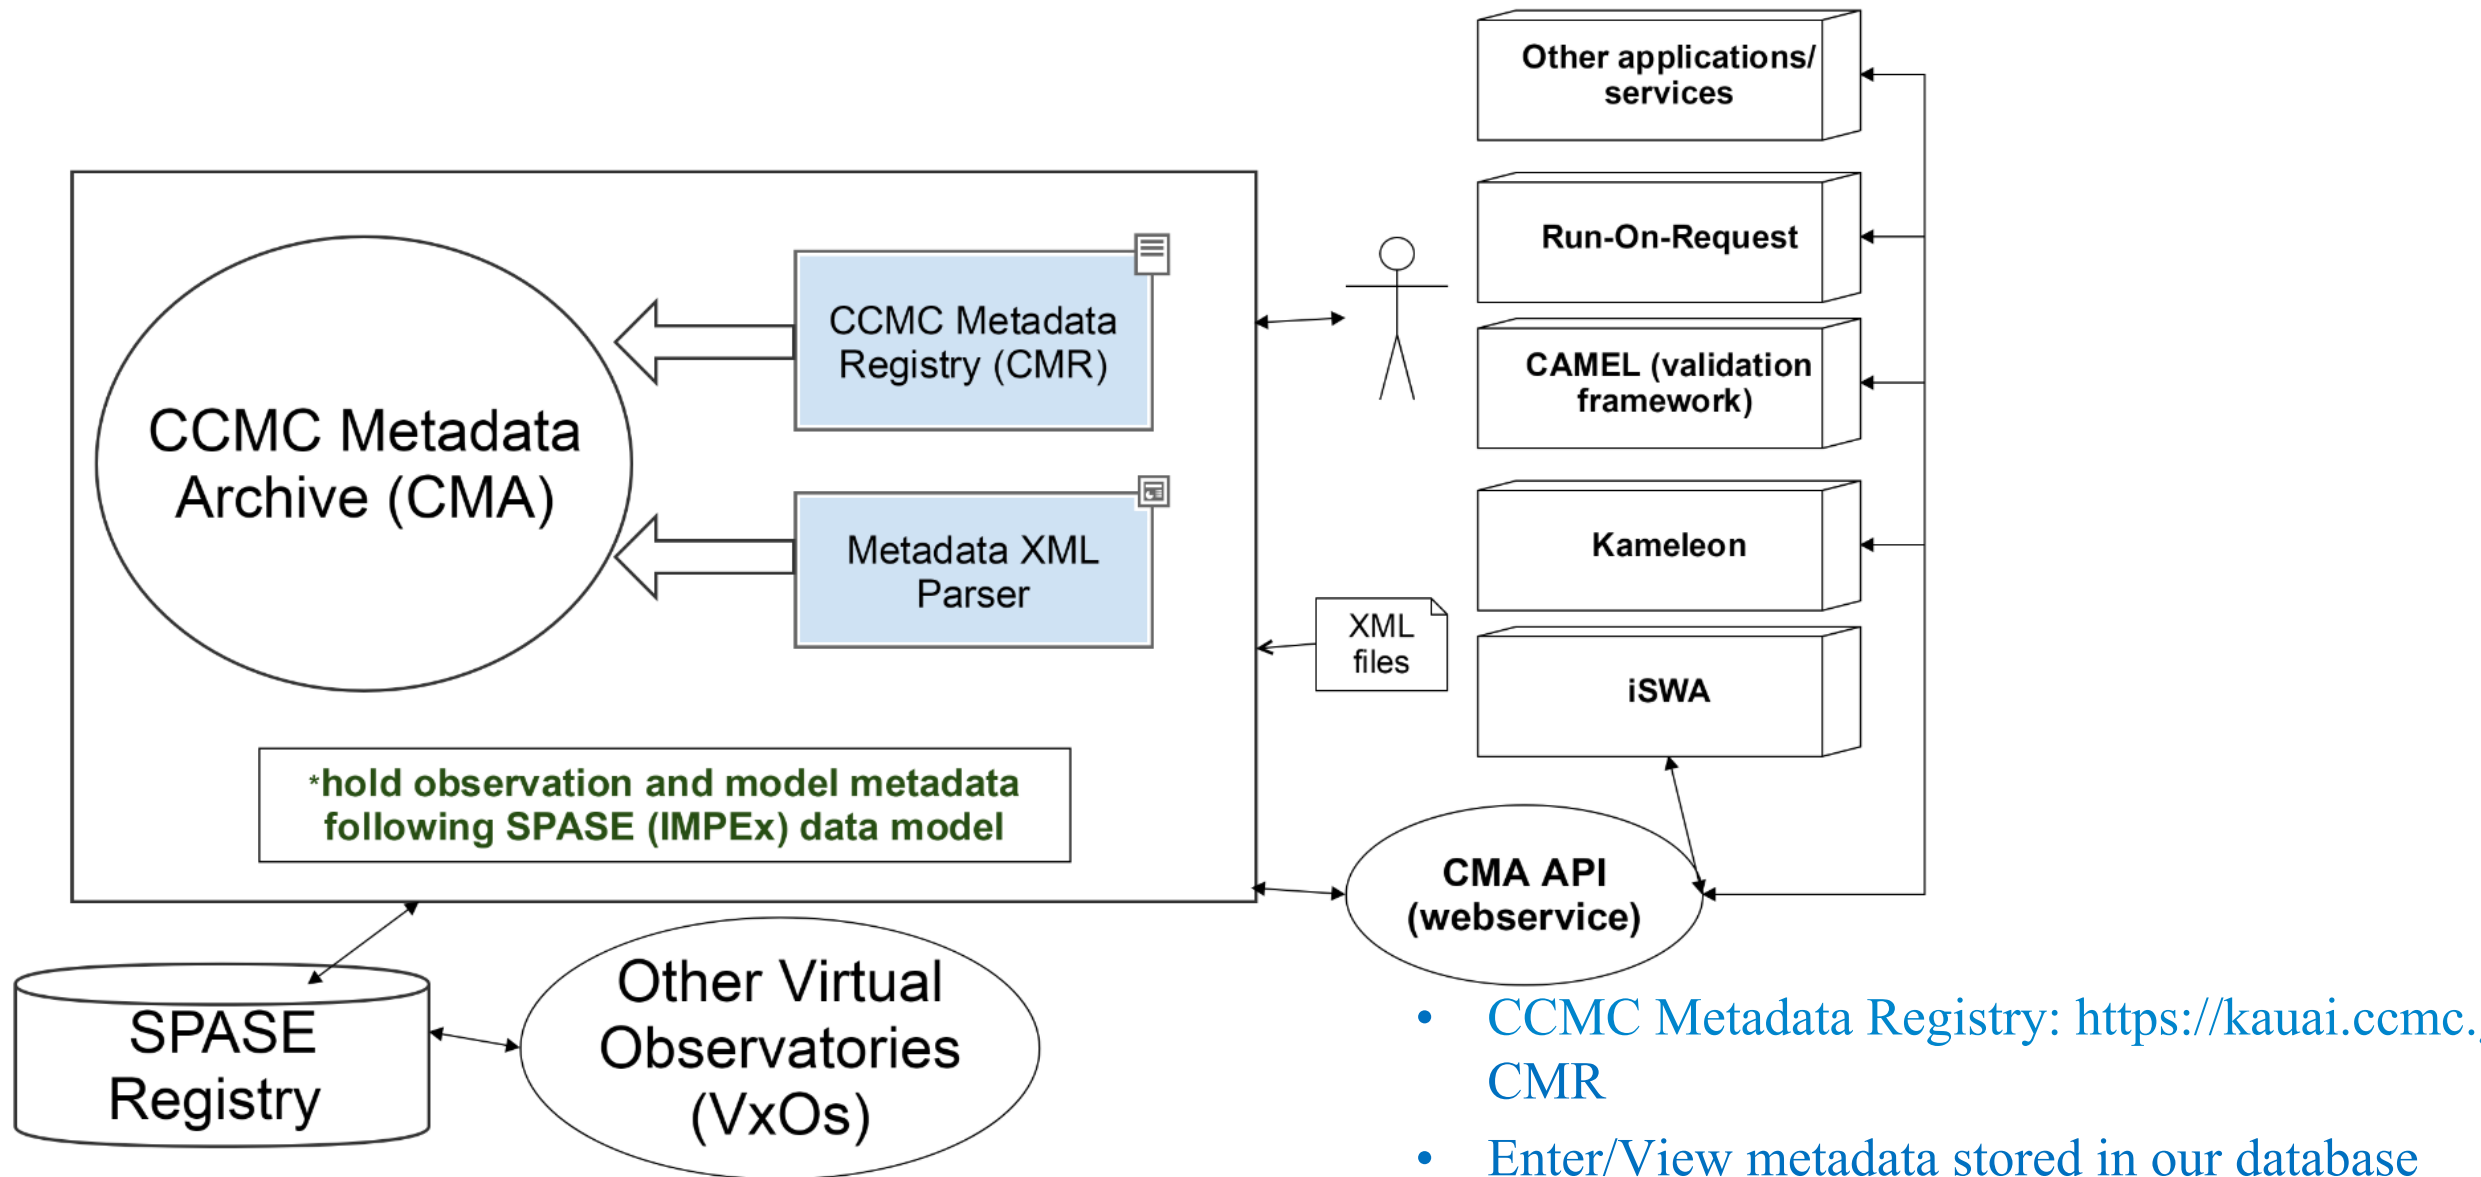 Other applications/
services
Run-On-Request
CAMEL (validation
framework)
Kameleon
iSWA
CCMC Metadata
Archive (CMA)
CCMC Metadata
Registry (CMR)
Metadata XML
Parser
XML
files
*hold observation and model metadata
following SPASE (IMPEx) data model
CMA API
(webservice)
SPASE
Registry
Other Virtual
Observatories
(VxOs)
• CCMC Metadata Registry: https://kauai.ccmc.
CMR
• Enter/View metadata stored in our database